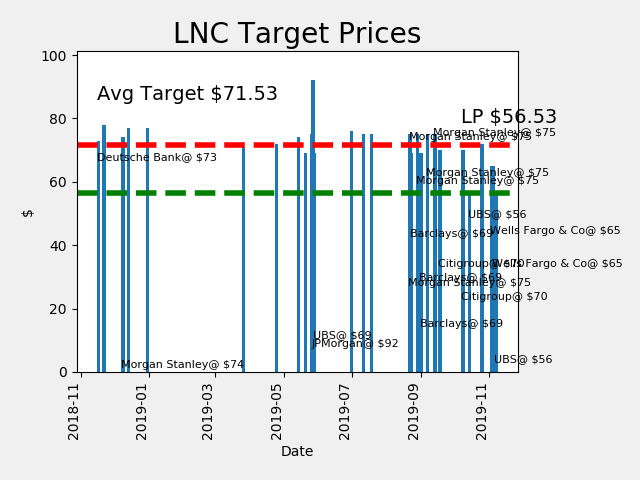 LNC Target Prices
100
80
60
40
20
0
$
Avg Target $71.53
LP $56.53
Morgan Stanley@ $75
Morgan Stanley@ $75
Deutsche Bank@ $73
Morgan Stanley@ $75
Morgan Stanley@ $75
UBS@ $56
Wells Fargo & Co@ $65
Barclays@ $69
Citigroup@ $70
Wells Fargo & Co@ $65
Barclays@ $69
Morgan Stanley@ $75
Citigroup@ $70
Barclays@ $69
UBS@ $69
JPMorgan@ $92
UBS@ $56
Morgan Stanley@ $74
2018-11
2019-01
2019-03
2019-05
2019-07
2019-09
2019-11
Date